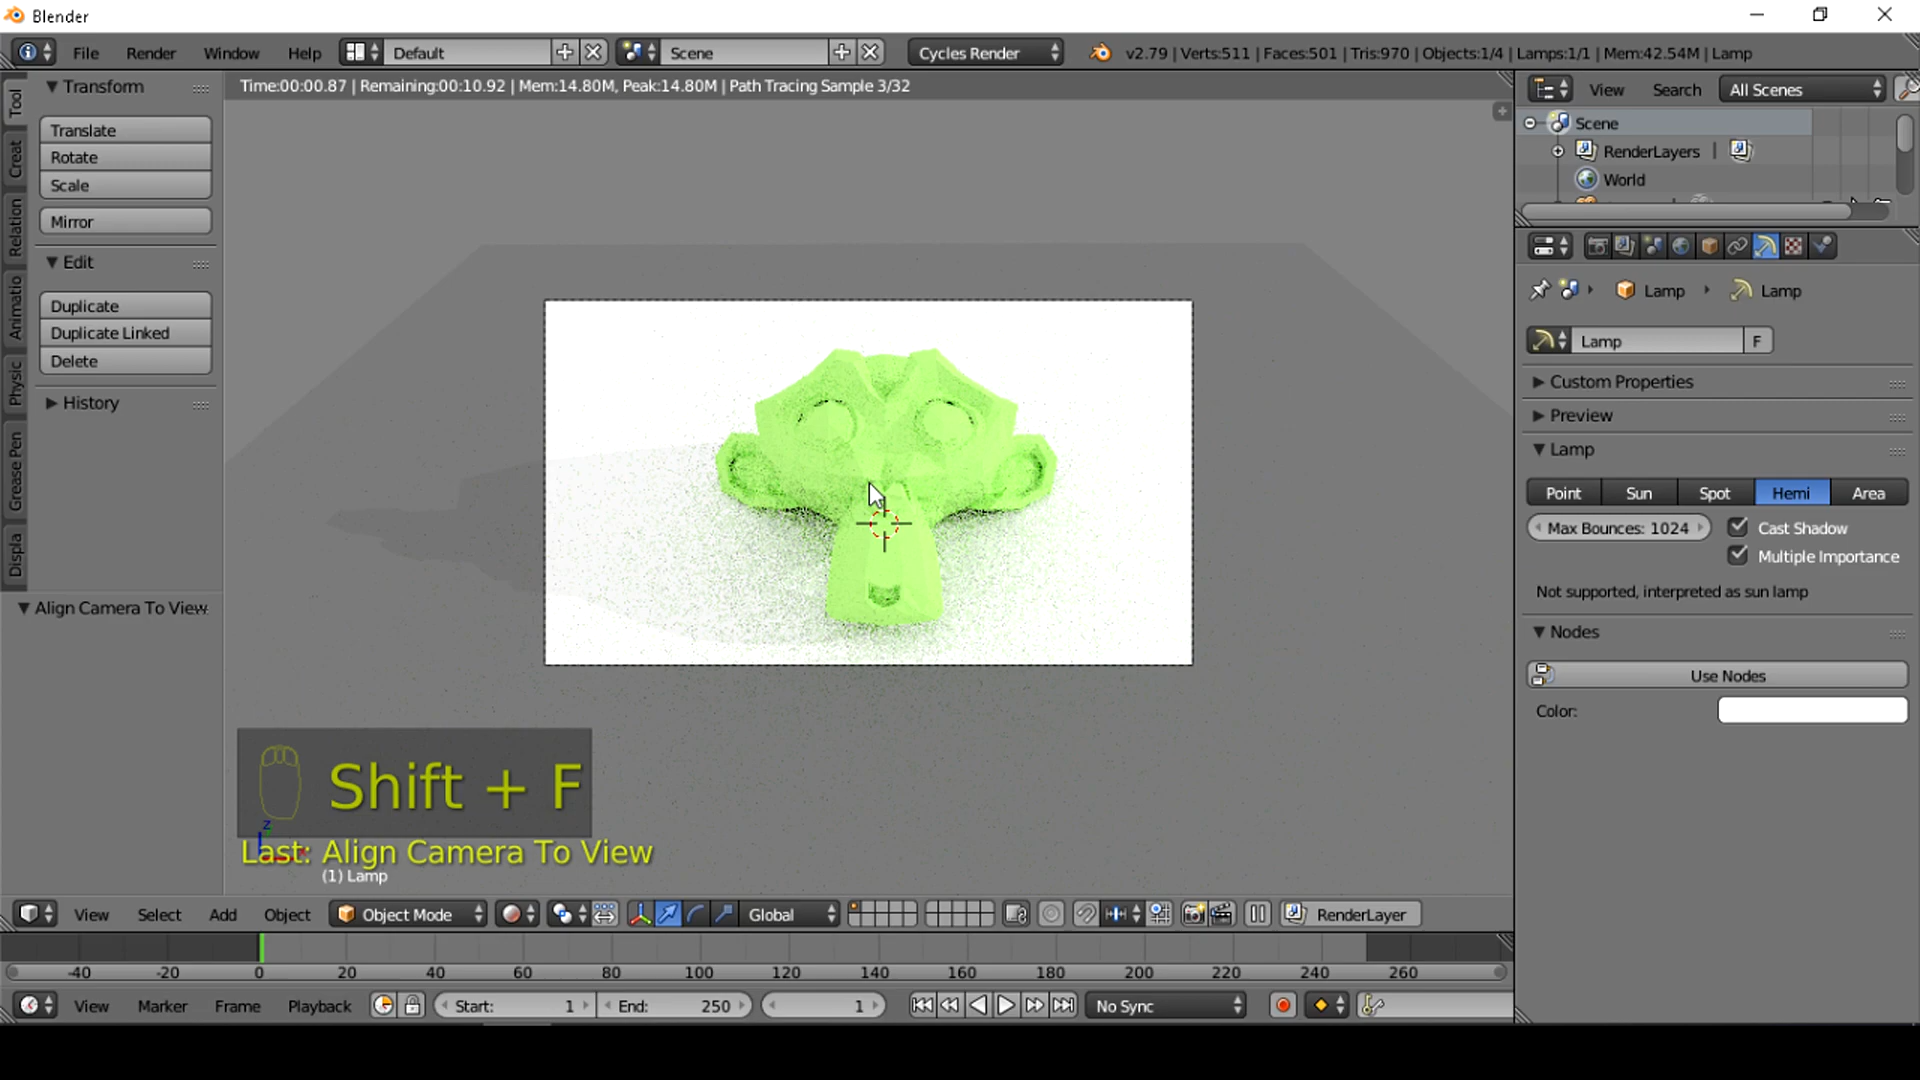 Blender
File Render Window Help Default Scene Cycles Render v2.79 | Verts:511 | Faces:501 | Tris:970 | Objects:1/4 | Lamps:1/1 | Mem:42.54M | Lamp
Time:00:00.87 | Remaining:00:10.92 | Mem:14.80M, Peak:14.80M | Path Tracing Sample 3/32
Tool
Creat
Relation
Animatio
Physic
Grease Pen
Displa
Transform
Translate
Rotate
Scale
Mirror
Edit
Duplicate
Duplicate Linked
Delete
History
Align Camera To View
Shift + F
z
Last: Align Camera To View
(1) Lamp
View Search All Scenes
Scene
RenderLayers |
World
Lamp Lamp
Lamp F
Custom Properties
Preview
Lamp
Point Sun Spot Hemi Area
Max Bounces: 1024 Cast Shadow
Multiple Importance
Not supported, interpreted as sun lamp
Nodes
Use Nodes
Color:
View Select Add Object Object Mode Global RenderLayer
-40 -20 0 20 40 60 80 100 120 140 160 180 200 220 240 260
View Marker Frame Playback Start: 1 End: 250 1 No Sync